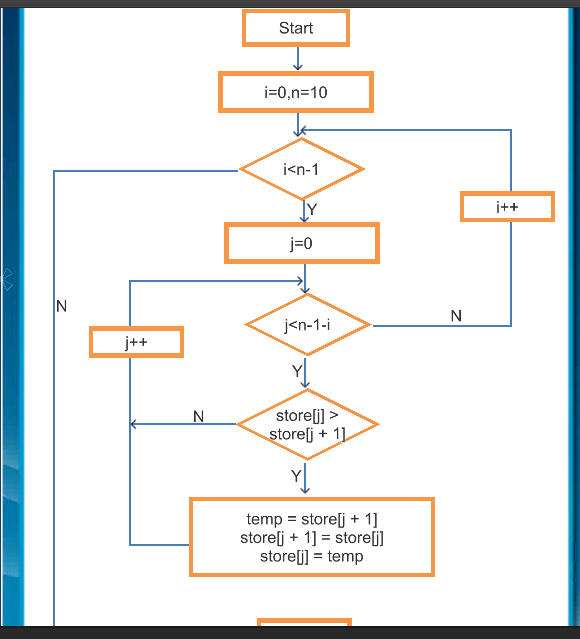 Start
i=0,n=10
i<n-1
Y
i++
j=0
N
j<n-1-i
N
j++
Y
store[j] >
store[j + 1]
N
Y
temp = store[j + 1]
store[j + 1] = store[j]
store[j] = temp